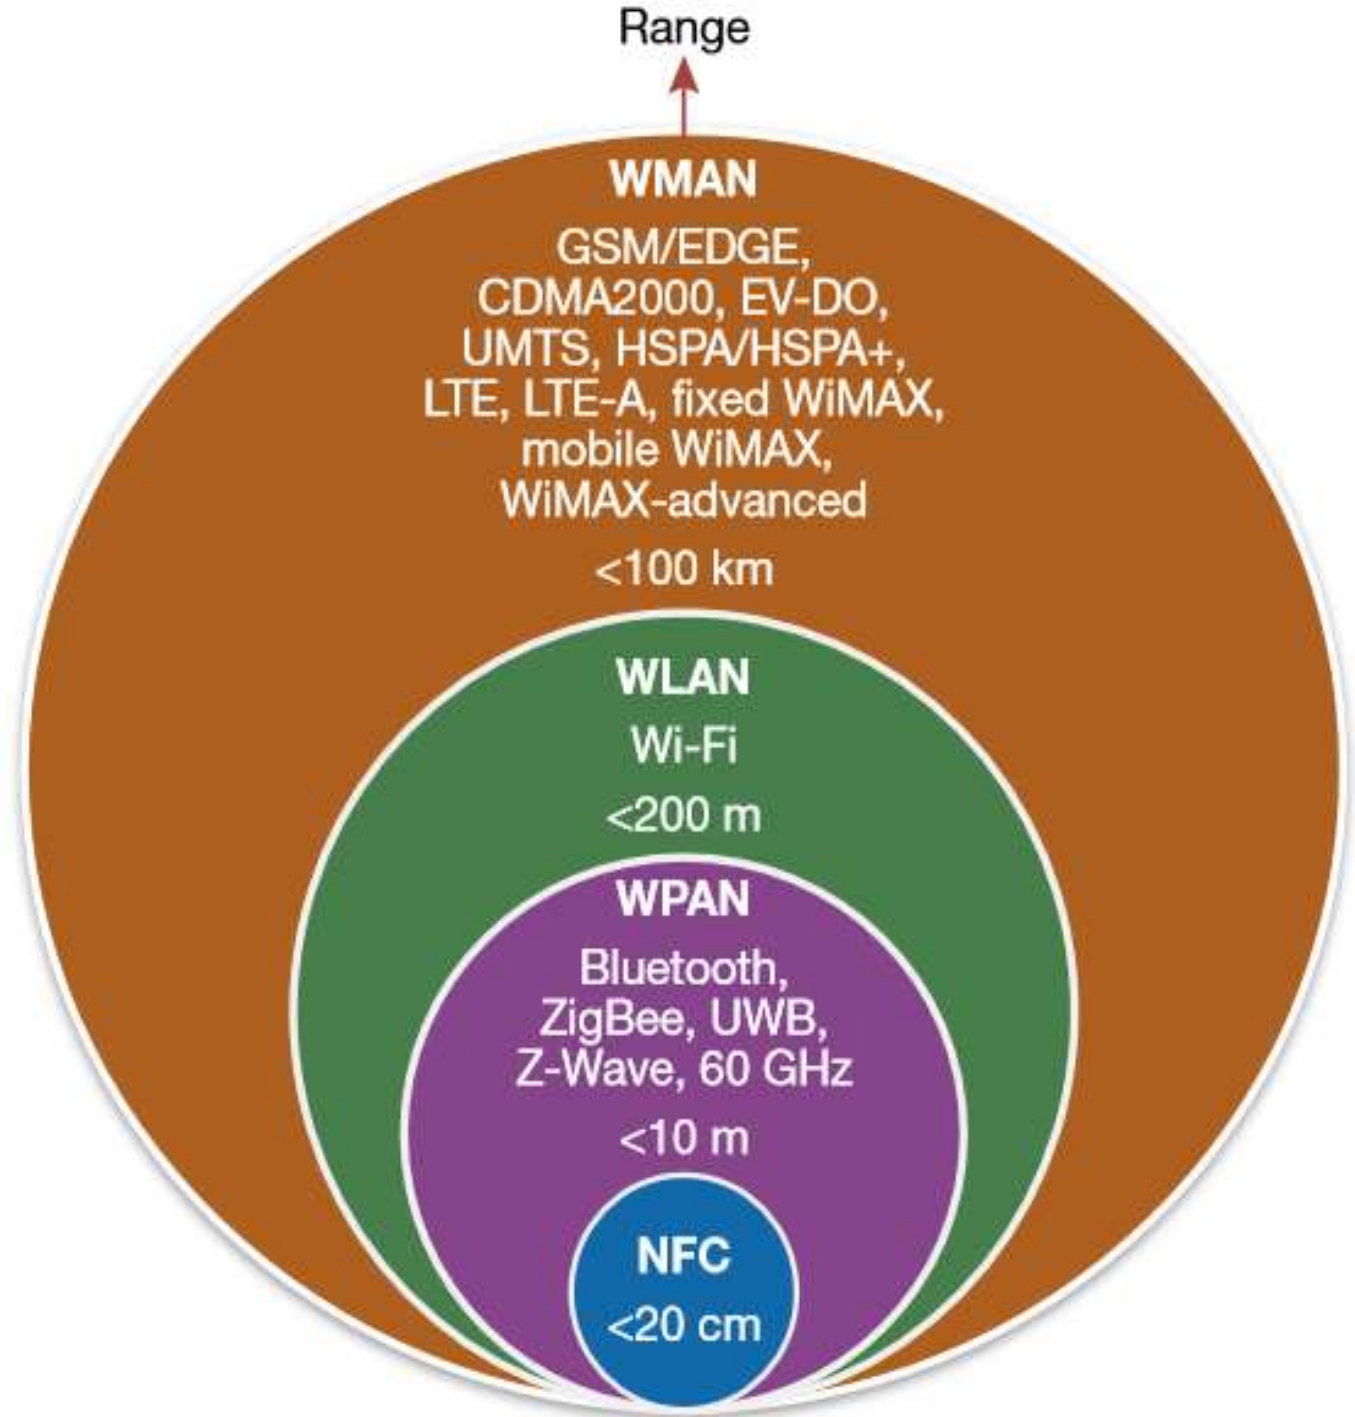 Range
WMAN
GSM/EDGE,
CDMA2000, EV-DO,
UMTS, HSPA/HSPA+,
LTE, LTE-A, fixed WiMAX,
mobile WiMAX,
WiMAX-advanced
<100 km
WLAN
Wi-Fi
<200 m
WPAN
Bluetooth,
ZigBee, UWB,
Z-Wave, 60 GHz
<10 m
NFC
<20 cm